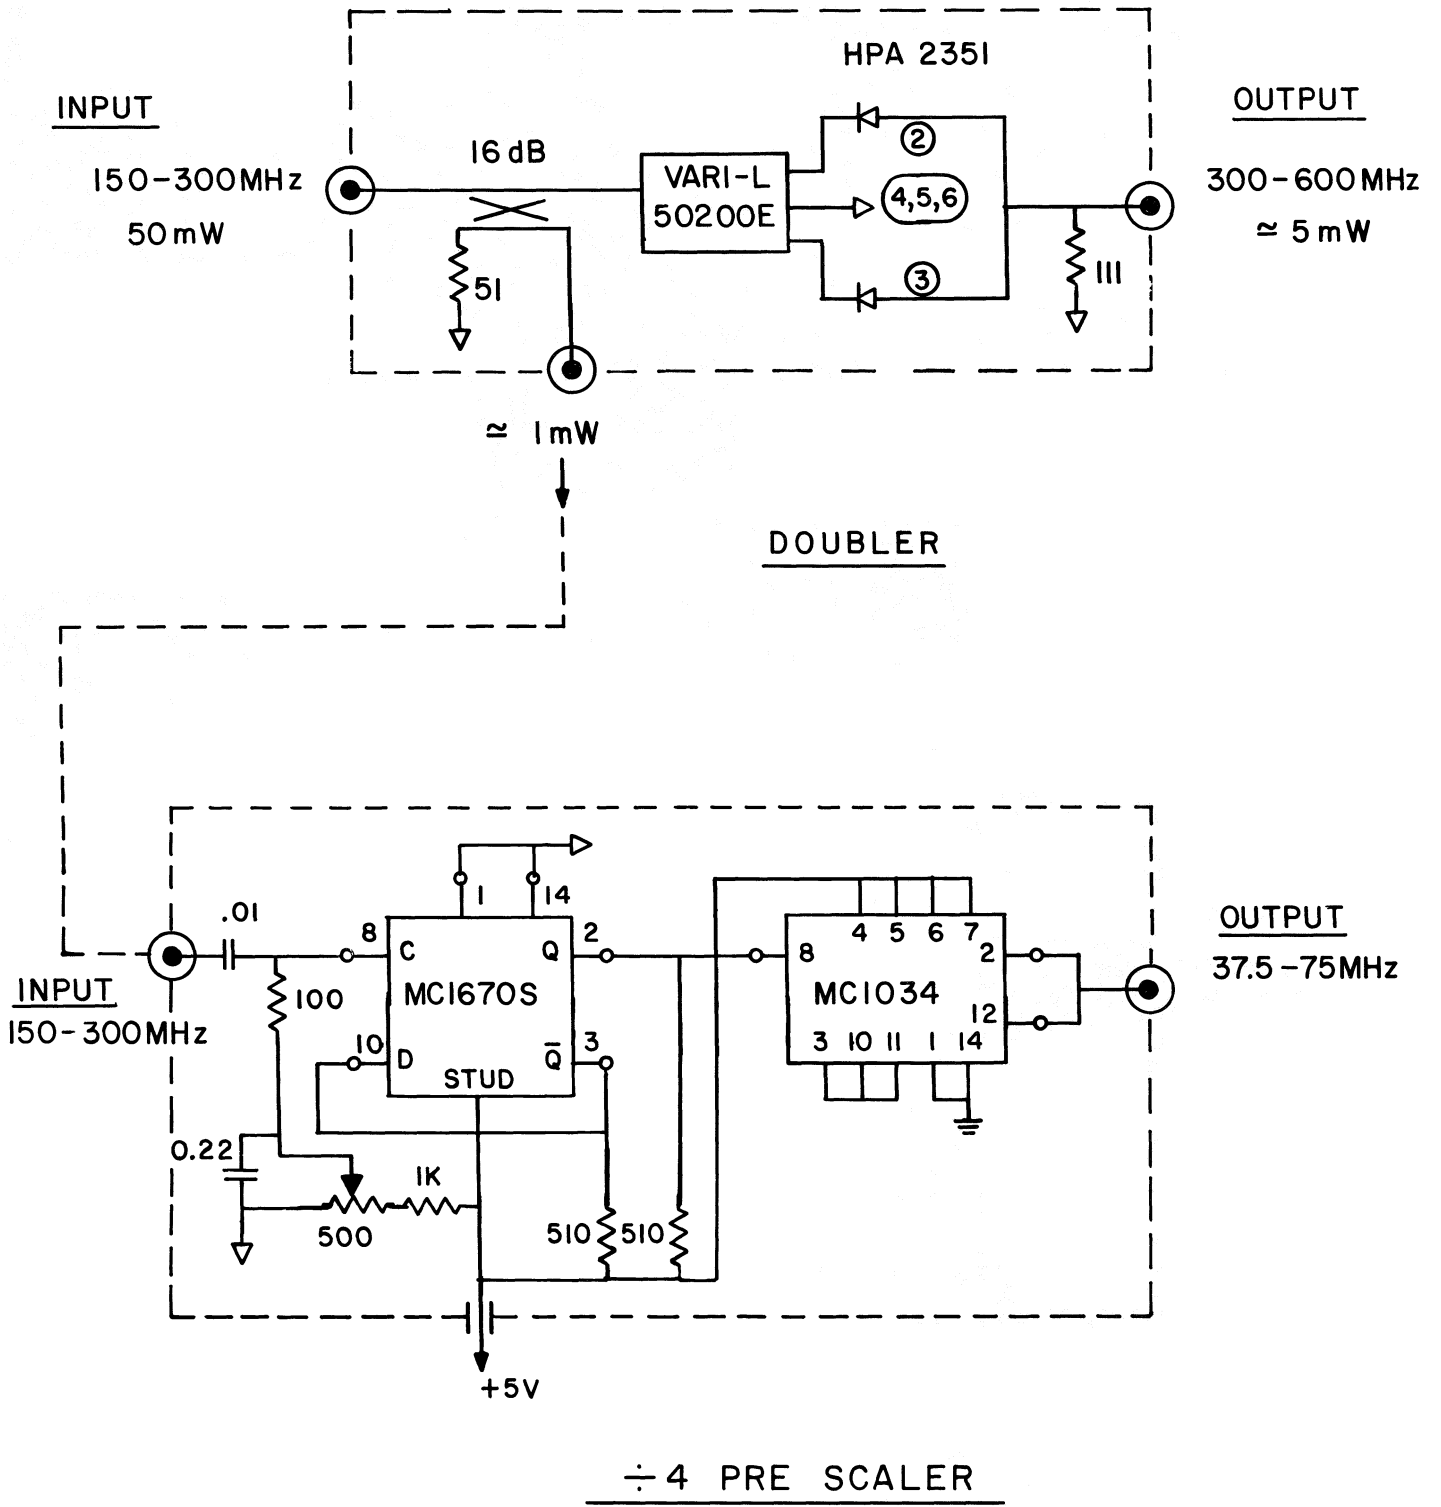 HPA 2351
INPUT
OUTPUT
16 dB
150-300MHz
50mW
VARI-L
50200E
2
4,5,6
3
300-600MHz
≃ 5mW
51
111
≃ 1mW
DOUBLER
.01
1
14
8
C
Q
2
MC1670S
100
10
D
Q̅
3
STUD
4 5 6 7
8
2
MC1034
12
3 10 11 1 14
OUTPUT
37.5-75MHz
INPUT
150-300MHz
0.22
1K
500
510
510
+5V
÷4 PRE SCALER